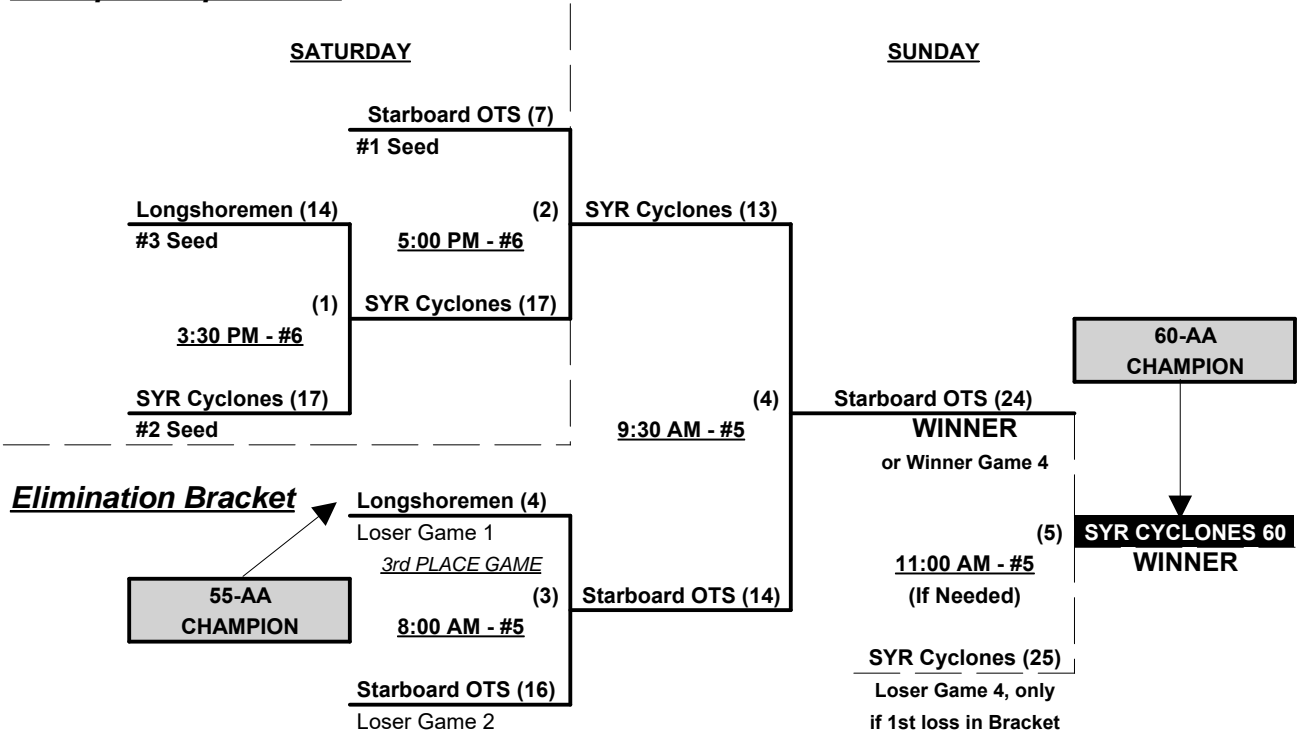 SATURDAY
SUNDAY
Starboard OTS (7)
#1 Seed
Longshoremen (14)
#3 Seed
(2)
5:00 PM - #6
SYR Cyclones (13)
(1)
3:30 PM - #6
SYR Cyclones (17)
SYR Cyclones (17)
#2 Seed
60-AA
CHAMPION
(4)
9:30 AM - #5
Starboard OTS (24)
WINNER
or Winner Game 4
Elimination Bracket
Longshoremen (4)
Loser Game 1
3rd PLACE GAME
55-AA
CHAMPION
(3)
8:00 AM - #5
Starboard OTS (14)
(5)
11:00 AM - #5
(If Needed)
SYR CYCLONES 60
WINNER
Starboard OTS (16)
Loser Game 2
SYR Cyclones (25)
Loser Game 4, only
if 1st loss in Bracket